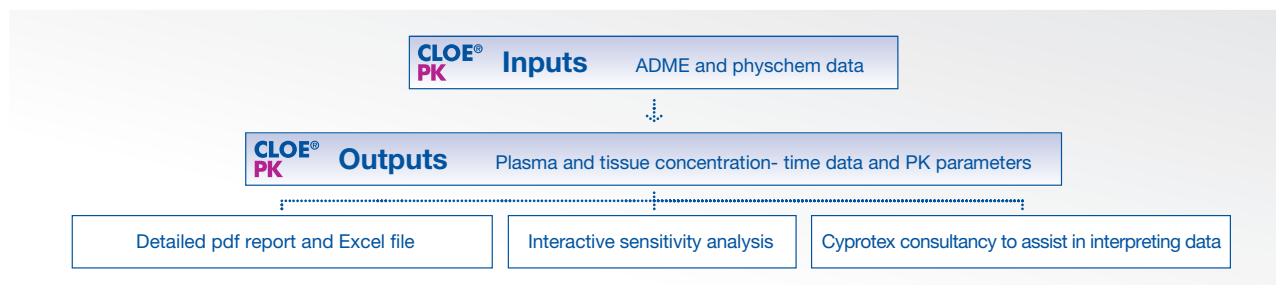 CLOE®
PK
Inputs ADME and physchem data
CLOE®
PK
Outputs Plasma and tissue concentration- time data and PK parameters
Detailed pdf report and Excel file
Interactive sensitivity analysis
Cyprotex consultancy to assist in interpreting data